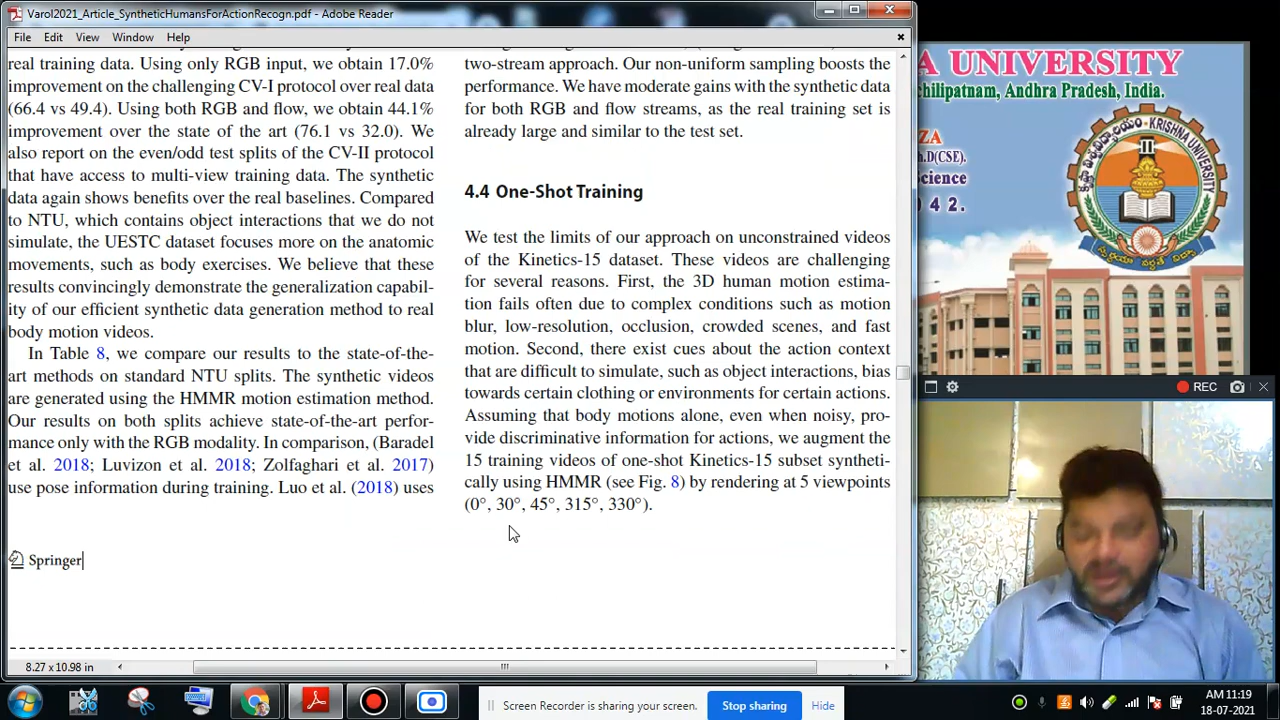 Varol2021_Article_SyntheticHumansForActionRecogn.pdf - Adobe Reader
File Edit View Window Help
real training data. Using only RGB input, we obtain 17.0%
improvement on the challenging CV-I protocol over real data
(66.4 vs 49.4). Using both RGB and flow, we obtain 44.1%
improvement over the state of the art (76.1 vs 32.0). We
also report on the even/odd test splits of the CV-II protocol
that have access to multi-view training data. The synthetic
data again shows benefits over the real baselines. Compared
to NTU, which contains object interactions that we do not
simulate, the UESTC dataset focuses more on the anatomic
movements, such as body exercises. We believe that these
results convincingly demonstrate the generalization capabil-
ity of our efficient synthetic data generation method to real
body motion videos.
In Table 8, we compare our results to the state-of-the-
art methods on standard NTU splits. The synthetic videos
are generated using the HMMR motion estimation method.
Our results on both splits achieve state-of-the-art perfor-
mance only with the RGB modality. In comparison, (Baradel
et al. 2018; Luvizon et al. 2018; Zolfaghari et al. 2017)
use pose information during training. Luo et al. (2018) uses
Springer
two-stream approach. Our non-uniform sampling boosts the
performance. We have moderate gains with the synthetic data
for both RGB and flow streams, as the real training set is
already large and similar to the test set.
4.4 One-Shot Training
We test the limits of our approach on unconstrained videos
of the Kinetics-15 dataset. These videos are challenging
for several reasons. First, the 3D human motion estima-
tion fails often due to complex conditions such as motion
blur, low-resolution, occlusion, crowded scenes, and fast
motion. Second, there exist cues about the action context
that are difficult to simulate, such as object interactions, bias
towards certain clothing or environments for certain actions.
Assuming that body motions alone, even when noisy, pro-
vide discriminative information for actions, we augment the
15 training videos of one-shot Kinetics-15 subset syntheti-
cally using HMMR (see Fig. 8) by rendering at 5 viewpoints
(0°, 30°, 45°, 315°, 330°).
8.27 x 10.98 in
A UNIVERSITY
chilipatnam, Andhra Pradesh, India.
ZA
h.D(CSE).
Science
0 4 2 .
KRISHNA UNIVERSITY
REC
Screen Recorder is sharing your screen.
Stop sharing
Hide
AM 11:19
18-07-2021